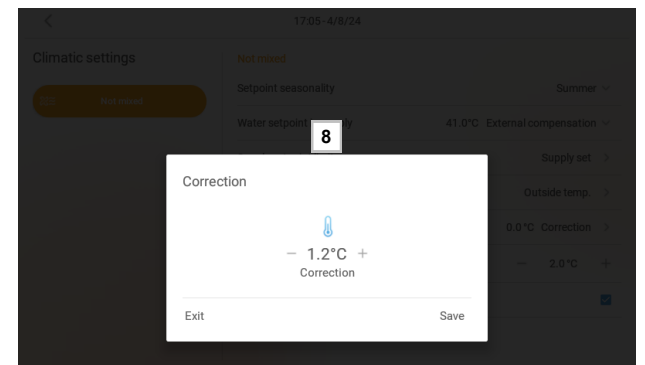 17:05 - 4/8/24
Climatic settings
Not mixed
Not mixed
Setpoint seasonality
Summer
Water setpoint
41.0°C External compensation
8
Supply set
Outside temp.
0.0 °C Correction
2.0 °C
Correction
1.2°C
Correction
Exit
Save